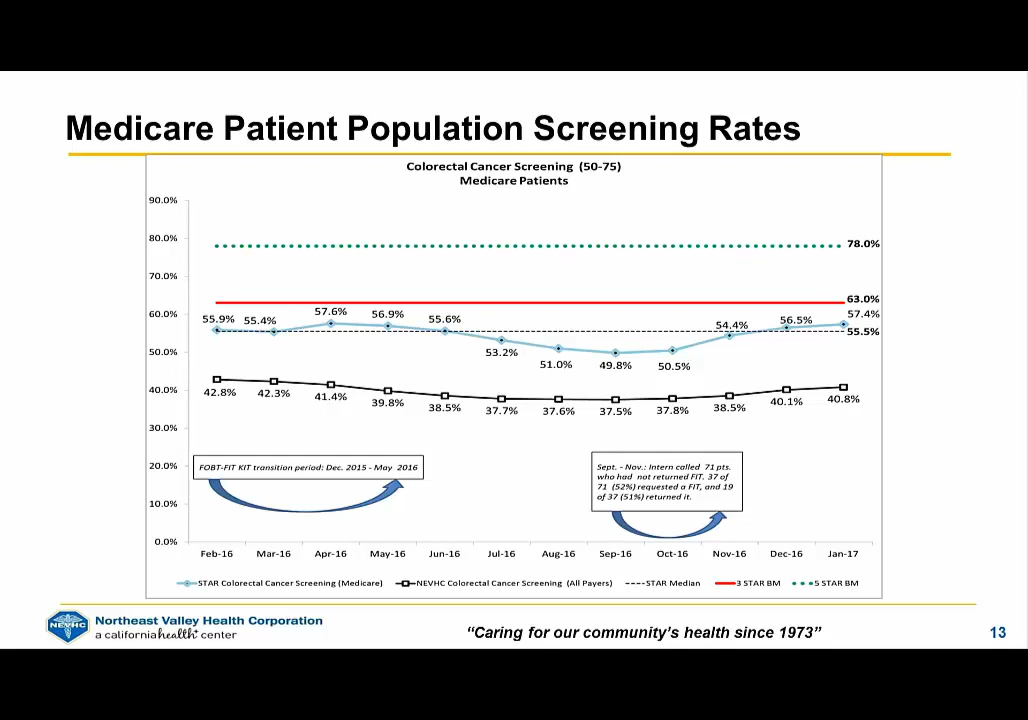 Medicare Patient Population Screening Rates
Colorectal Cancer Screening (50-75)
Medicare Patients
90.0%
80.0%
70.0%
60.0%
50.0%
40.0%
30.0%
20.0%
10.0%
0.0%
78.0%
63.0%
55.9%
55.4%
57.6%
56.9%
55.6%
53.2%
51.0%
49.8%
50.5%
54.4%
56.5%
57.4%
55.5%
42.8%
42.3%
41.4%
39.8%
38.5%
37.7%
37.6%
37.5%
37.8%
38.5%
40.1%
40.8%
FOBT-FIT KIT transition period: Dec. 2015 - May 2016
Sept. - Nov.: Intern called 71 pts.
who had not returned FIT. 37 of
71 (52%) requested a FIT, and 19
of 37 (51%) returned it.
Feb-16 Mar-16 Apr-16 May-16 Jun-16 Jul-16 Aug-16 Sep-16 Oct-16 Nov-16 Dec-16 Jan-17
STAR Colorectal Cancer Screening (Medicare) NEVHC Colorectal Cancer Screening (All Payers) STAR Median 3 STAR BM 5 STAR BM
NEVHC
Northeast Valley Health Corporation
a california health+ center
“Caring for our community’s health since 1973”
13